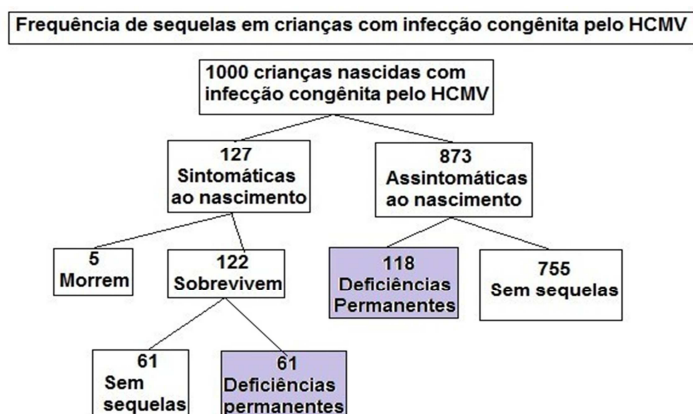 Frequência de sequelas em crianças com infecção congênita pelo HCMV
1000 crianças nascidas com
infecção congênita pelo HCMV
127
Sintomáticas
ao nascimento
873
Assintomáticas
ao nascimento
5
Morrem
122
Sobrevivem
118
Deficiências
Permanentes
755
Sem sequelas
61
Sem
sequelas
61
Deficiências
permanentes